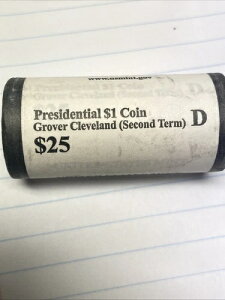 www.usmint.gov
Presidential $1 Coin
Grover Cleveland (Second Term) D
$25